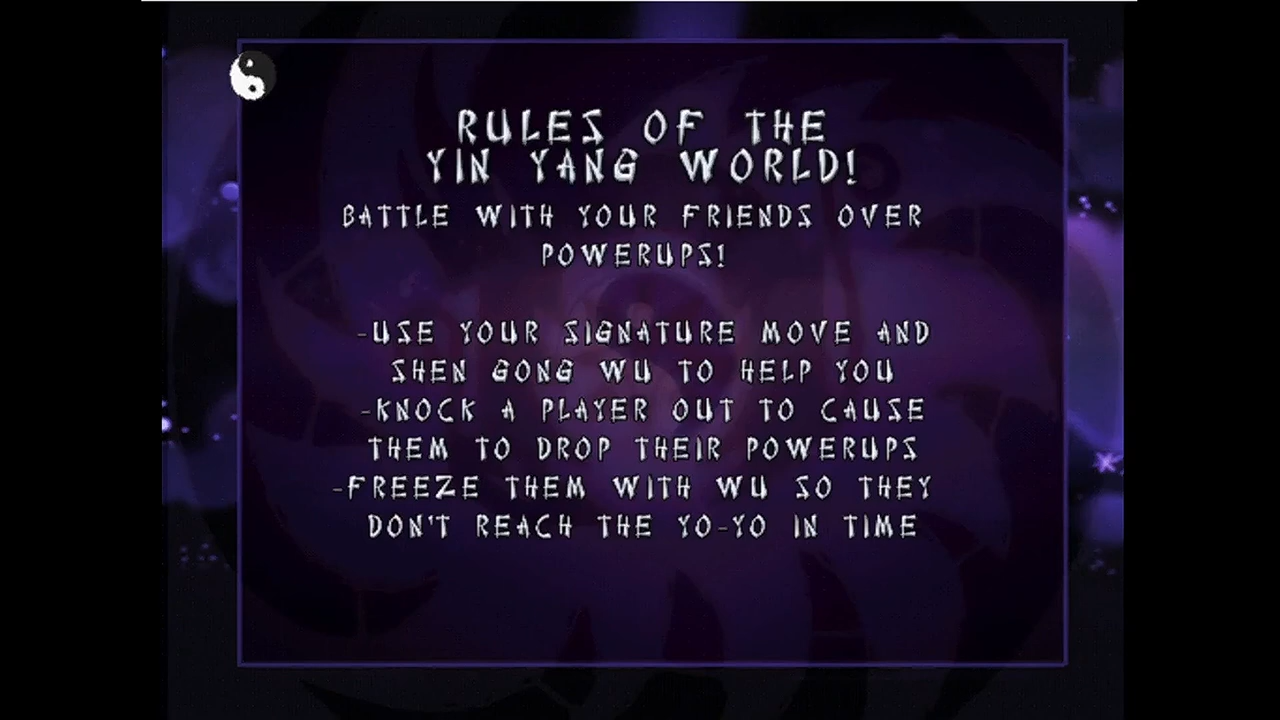 RULES OF THE
YIN YANG WORLD!
BATTLE WITH YOUR FRIENDS OVER
POWERUPS!
-USE YOUR SIGNATURE MOVE AND
SHEN GONG WU TO HELP YOU
-KNOCK A PLAYER OUT TO CAUSE
THEM TO DROP THEIR POWERUPS
-FREEZE THEM WITH WU SO THEY
DON'T REACH THE YO-YO IN TIME